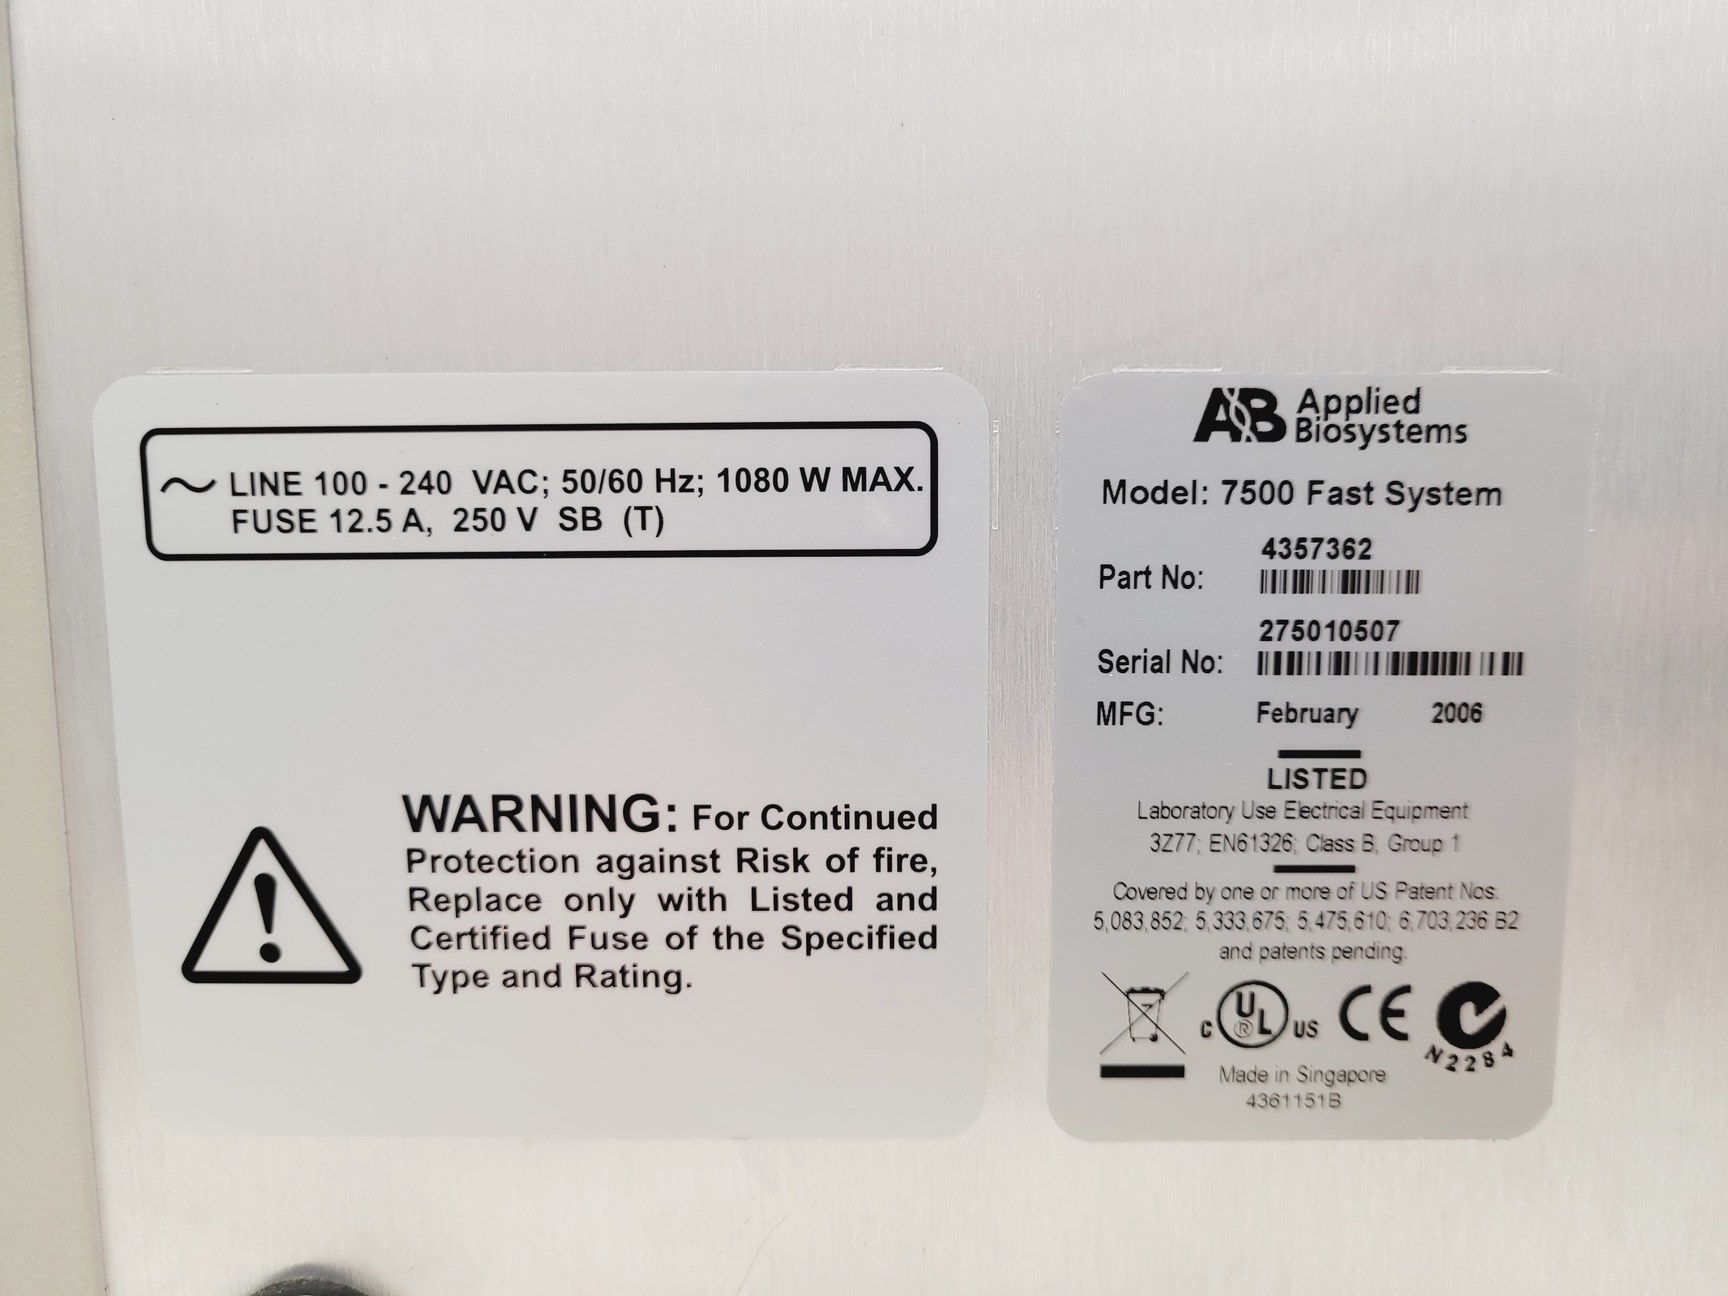 LINE 100 - 240 VAC; 50/60 Hz; 1080 W MAX.
FUSE 12.5 A, 250 V SB (T)
WARNING: For Continued
Protection against Risk of fire,
Replace only with Listed and
Certified Fuse of the Specified
Type and Rating.
AB Applied
Biosystems
Model: 7500 Fast System
4357362
Part No:
275010507
Serial No:
MFG: February 2006
LISTED
Laboratory Use Electrical Equipment
3Z77; EN61326; Class B, Group 1
Covered by one or more of US Patent Nos.
5,083,852; 5,333,675; 5,475,610; 6,703,236 B2
and patents pending.
C UL ® US CE
N2284
Made in Singapore
4361151B